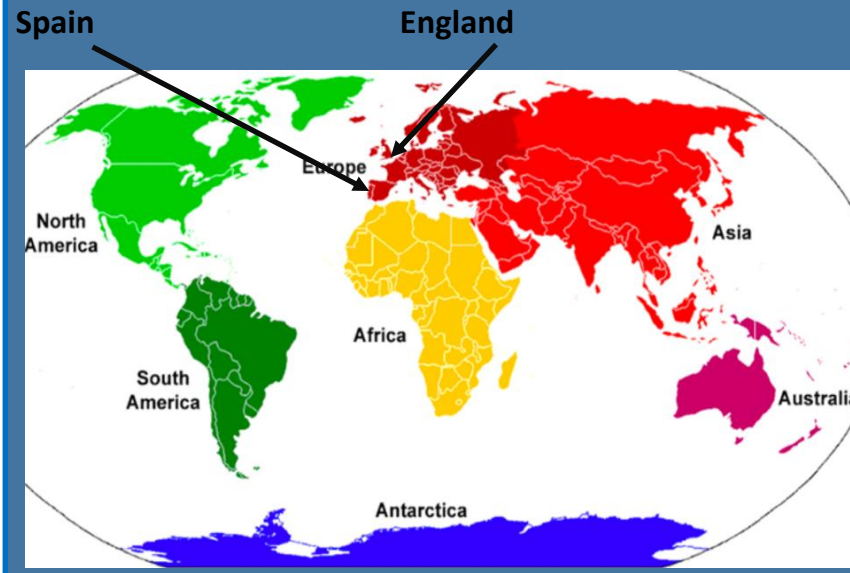 Spain
England
Europe
North
America
Asia
Africa
South
America
Australia
Antarctica